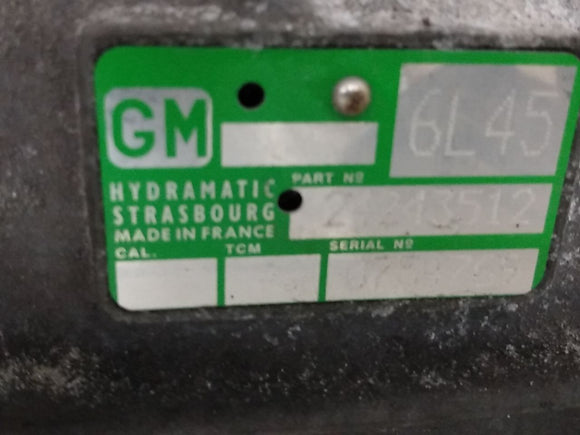 GM
6L45
PART Nº
HYDRAMATIC
STRASBOURG
MADE IN FRANCE
CAL.
TCM
SERIAL Nº